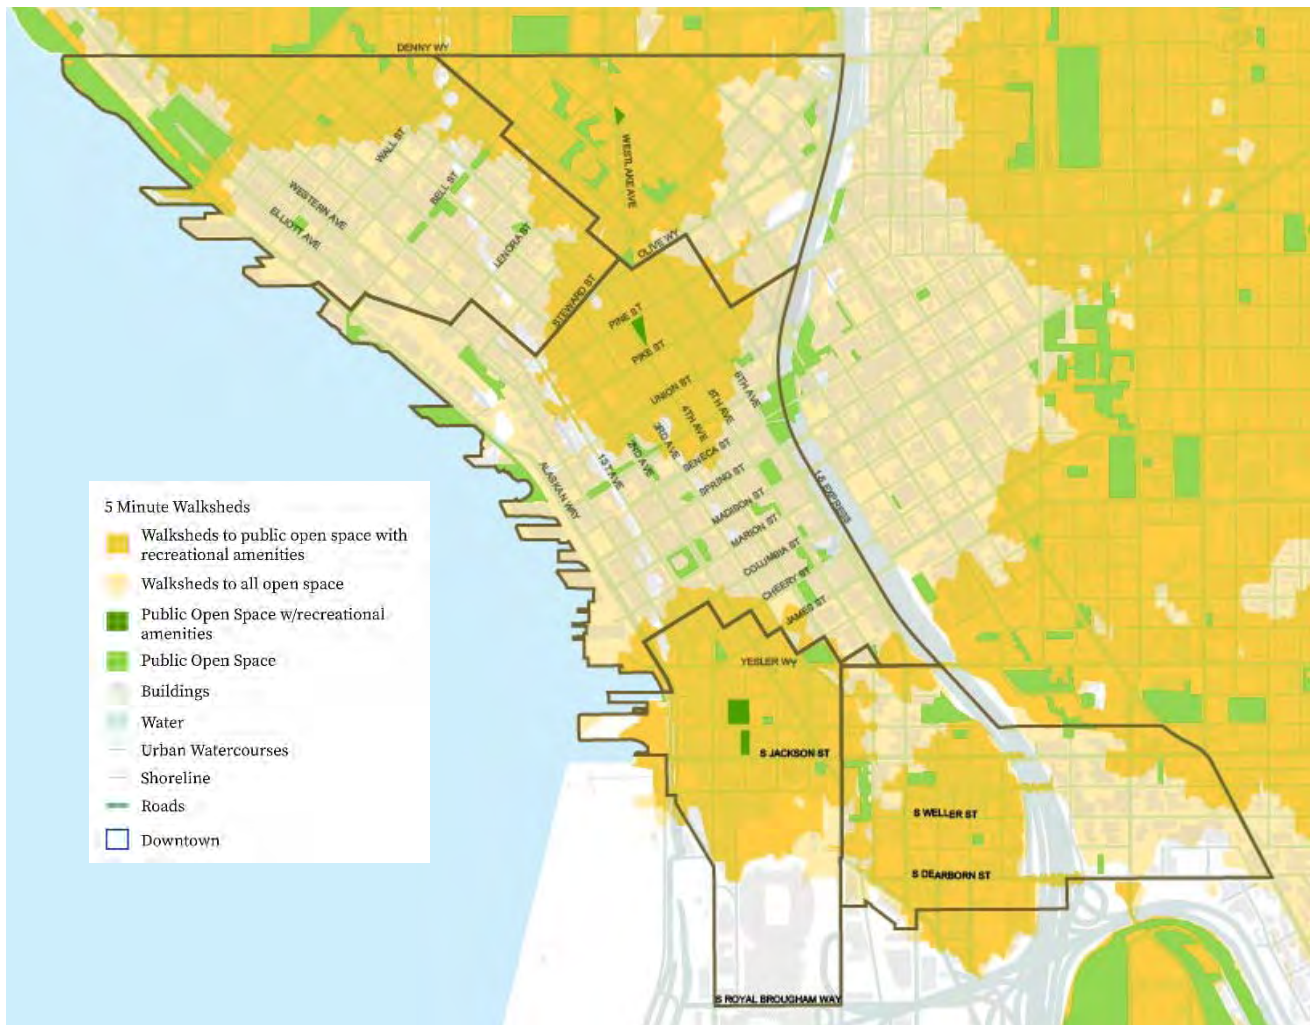 DENNY WY
WALL ST
WESTLAKE AVE
BELL ST
WESTERN AVE
ELLIOTT AVE
LENORA ST
OLIVE WY
STEWARD ST
PINE ST
PIKE ST
UNION ST
6TH AVE
5TH AVE
4TH AVE
3RD AVE
2ND AVE
1ST AVE
SENECA ST
SPRING ST
ALASKAN WAY
I-5 EXPRESS
MADISON ST
MARION ST
COLUMBIA ST
CHEERY ST
JAMES ST
YESLER WY
S JACKSON ST
S WELLER ST
S DEARBORN ST
S ROYAL BROUGHAM WAY
5 Minute Walksheds
Walksheds to public open space with
recreational amenities
Walksheds to all open space
Public Open Space w/recreational
amenities
Public Open Space
Buildings
Water
Urban Watercourses
Shoreline
Roads
Downtown